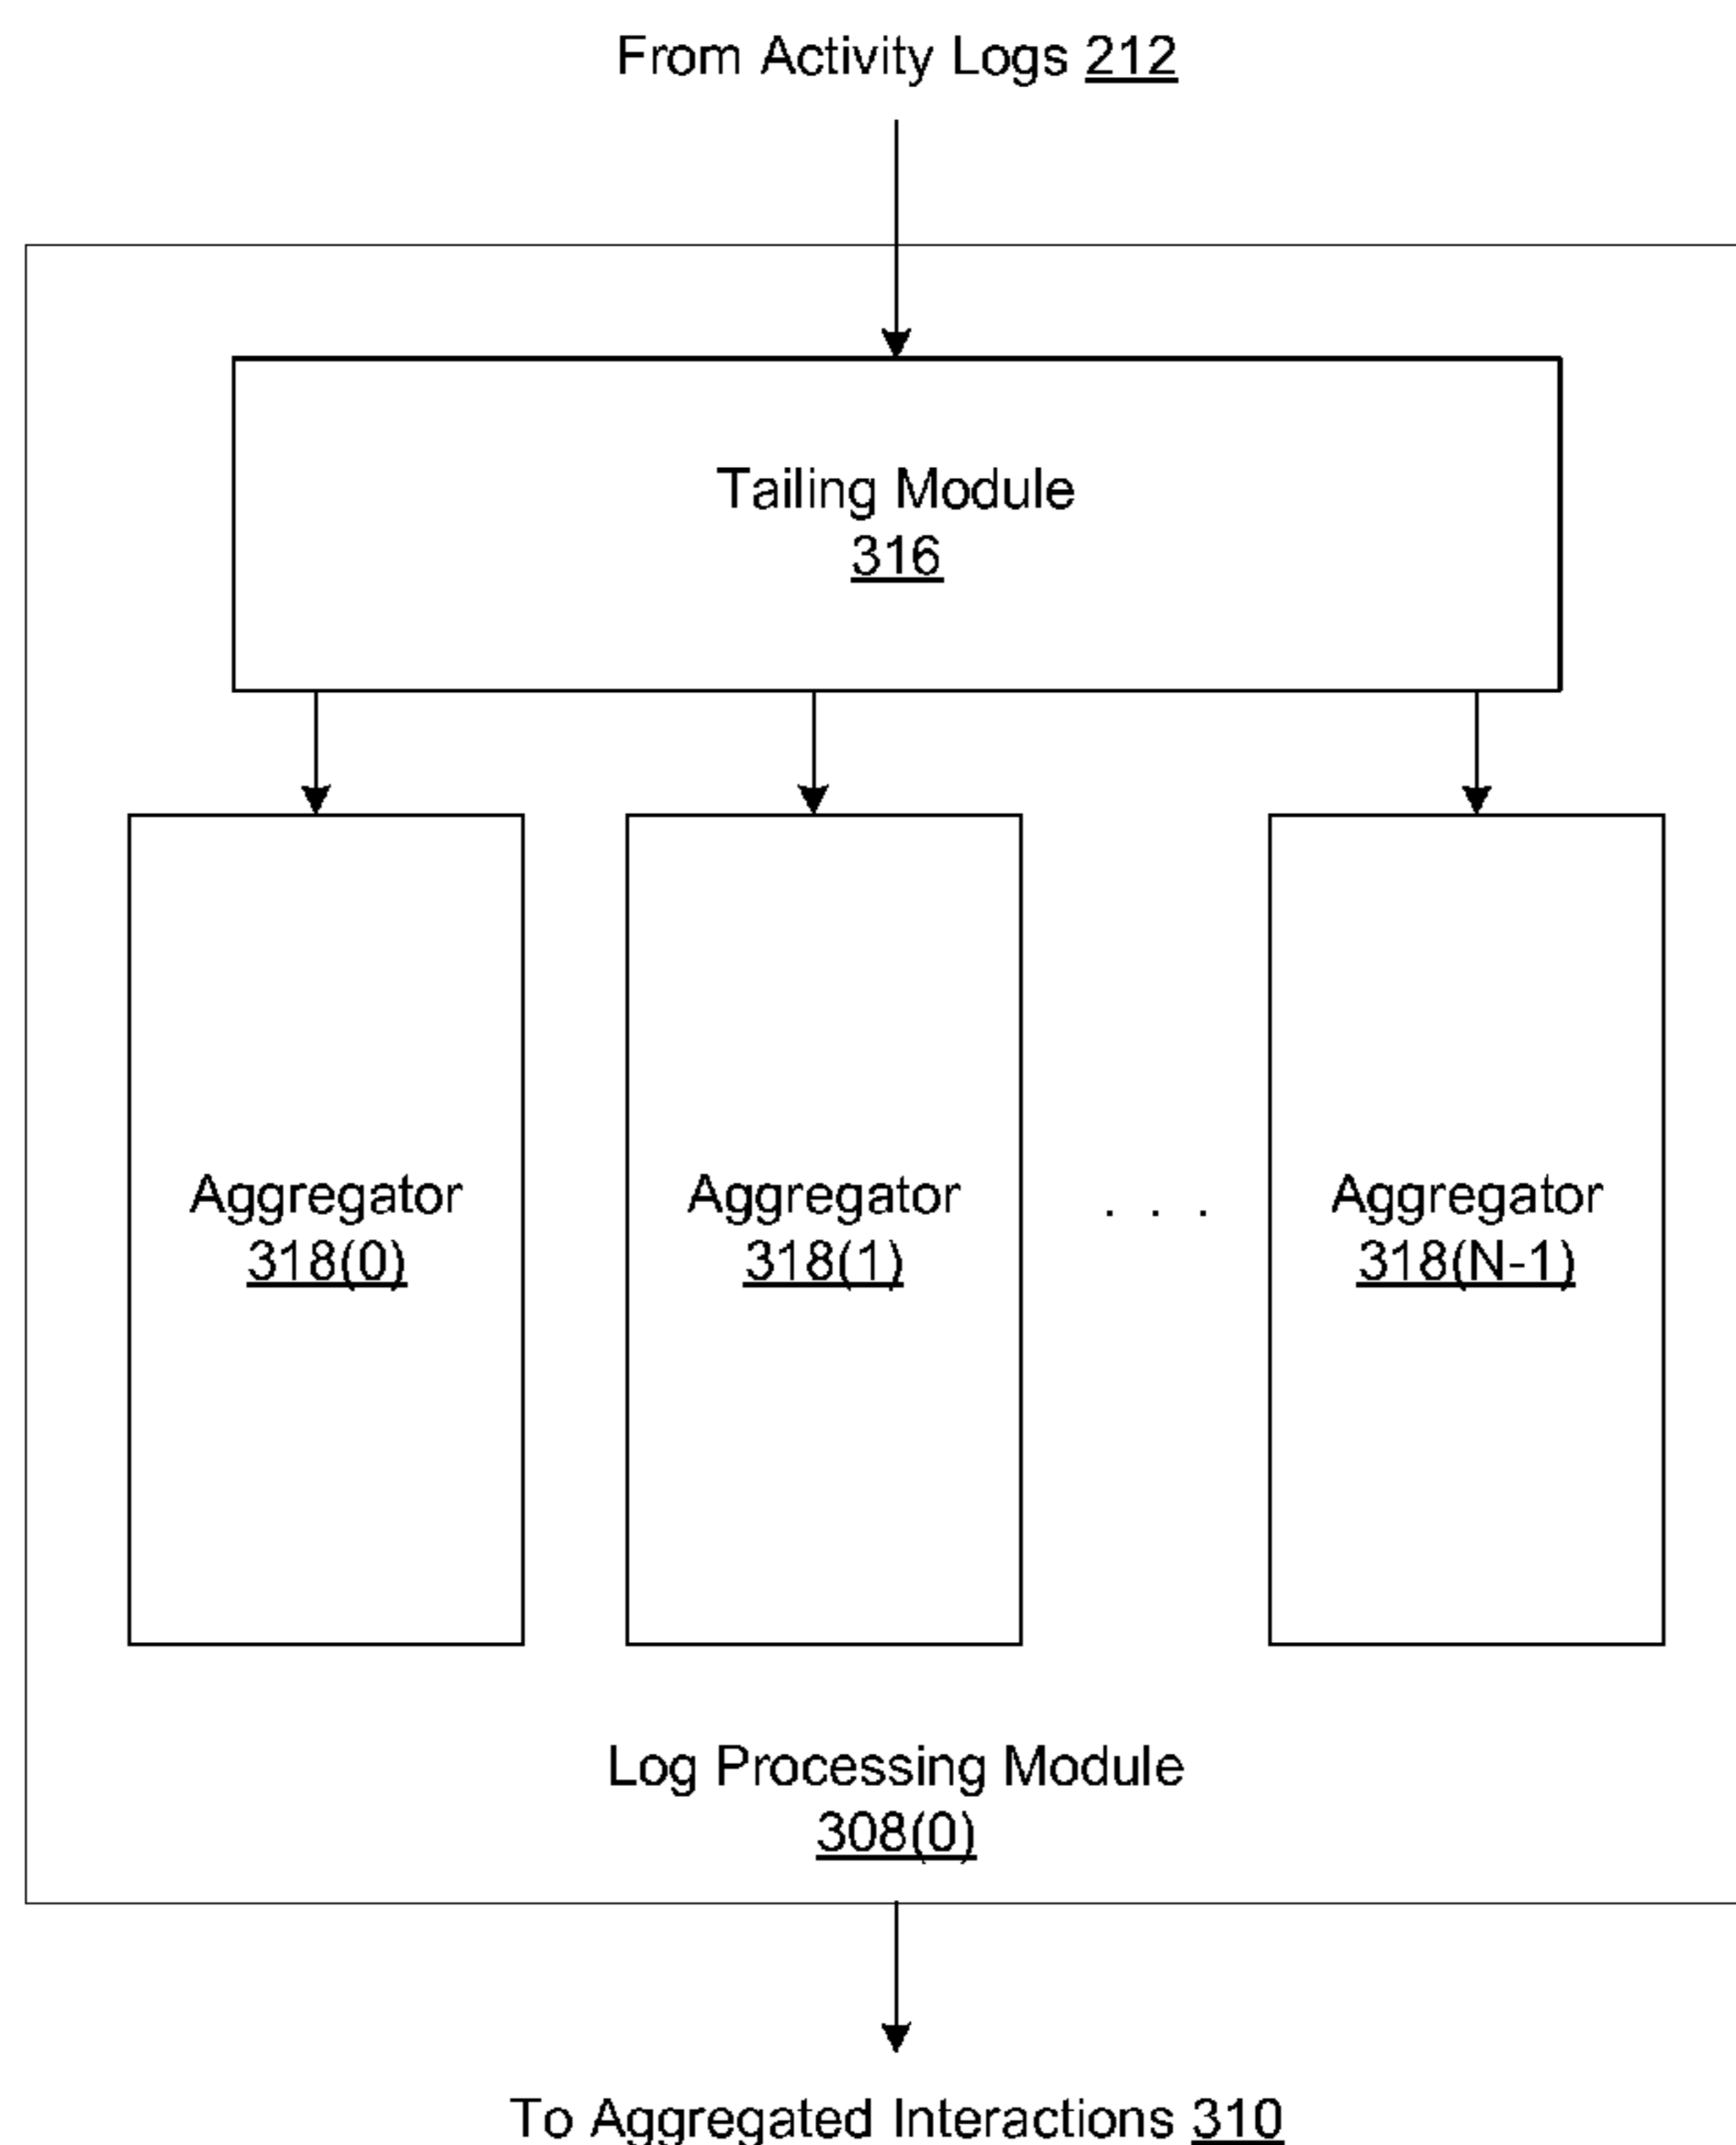 From Activity Logs 212
Tailing Module
316
Aggregator
318(0)
Aggregator
318(1)
. . .
Aggregator
318(N-1)
Log Processing Module
308(0)
To Aggregated Interactions 310